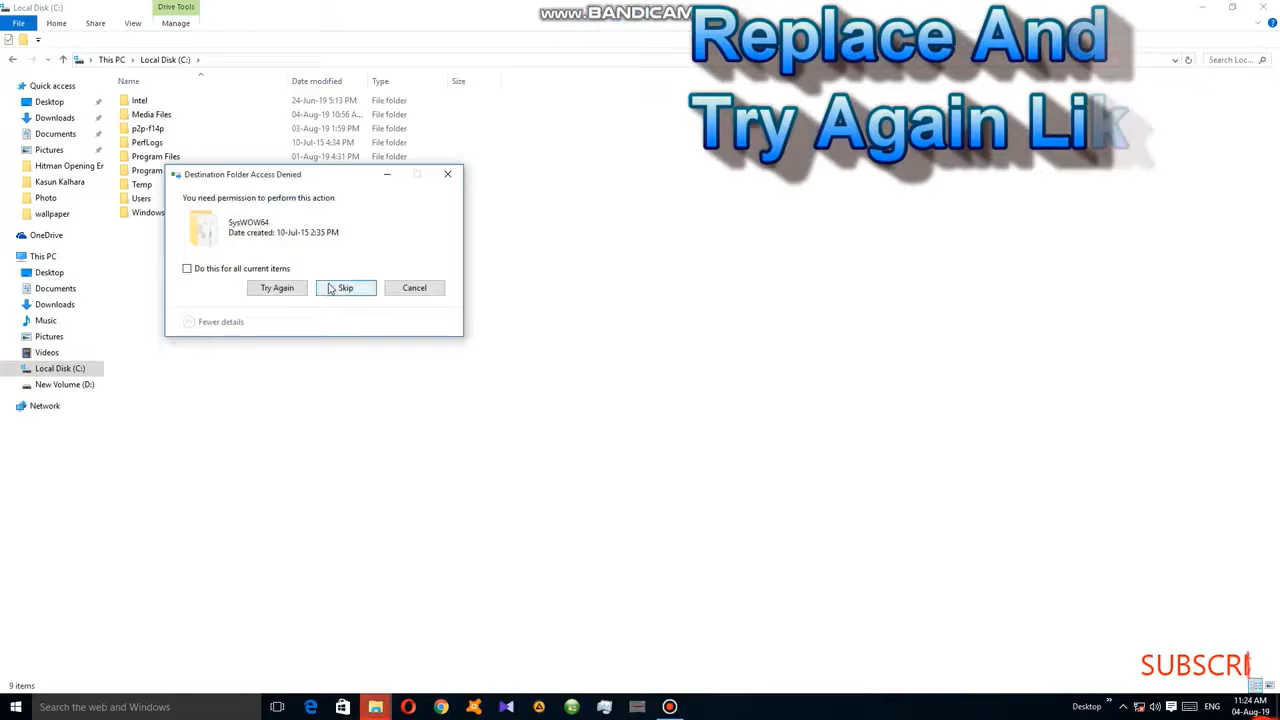 Local Disk (C:)
Drive Tools
www.BANDICAM
Replace And
Try Again Lik
File
Home
Share
View
Manage
This PC
Local Disk (C:)
Search Loc...
Name
Date modified
Type
Size
Quick access
Desktop
Downloads
Documents
Pictures
Hitman Opening Er
Kasun Kalhara
Photo
wallpaper
OneDrive
This PC
Desktop
Documents
Downloads
Music
Pictures
Videos
Local Disk (C:)
New Volume (D:)
Network
Intel
24-Jun-19 5:13 PM
File folder
Media Files
04-Aug-19 10:56 A...
File folder
p2p-f14p
03-Aug-19 1:59 PM
File folder
PerfLogs
10-Jul-15 4:34 PM
File folder
Program Files
01-Aug-19 4:31 PM
File folder
Program
Temp
Users
Windows
Destination Folder Access Denied
You need permission to perform this action
SysWOW64
Date created: 10-Jul-15 2:35 PM
Do this for all current items
Try Again
Skip
Cancel
Fewer details
SUBSCRI
9 items
Search the web and Windows
Desktop
ENG
11:24 AM
04-Aug-19